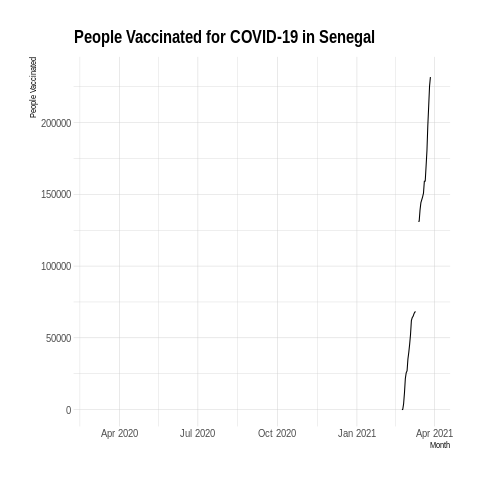 People Vaccinated for COVID-19 in Senegal
People Vaccinated
200000
150000
100000
50000
0
Apr 2020 Jul 2020 Oct 2020 Jan 2021 Apr 2021
Month